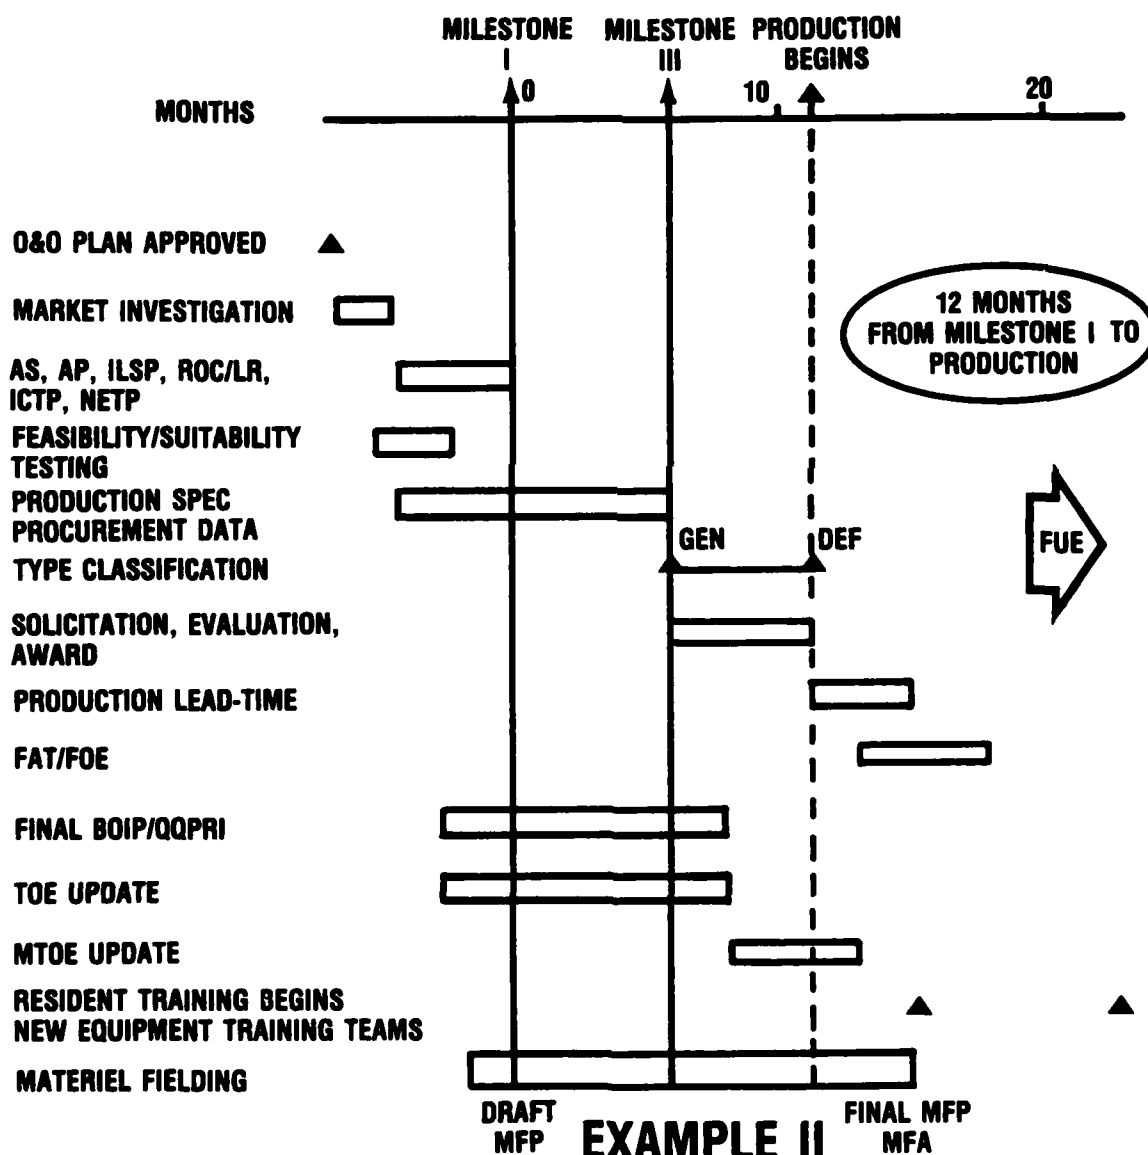 MILESTONE MILESTONE PRODUCTION
I III BEGINS
0 10 20
MONTHS
O&O PLAN APPROVED
MARKET INVESTIGATION
12 MONTHS
FROM MILESTONE I TO
PRODUCTION
AS, AP, ILSP, ROC/LR,
ICTP, NETP
FEASIBILITY/SUITABILITY
TESTING
PRODUCTION SPEC
PROCUREMENT DATA
GEN DEF
FUE
TYPE CLASSIFICATION
SOLICITATION, EVALUATION,
AWARD
PRODUCTION LEAD-TIME
FAT/FOE
FINAL BOIP/QQPRI
TOE UPDATE
MTOE UPDATE
RESIDENT TRAINING BEGINS
NEW EQUIPMENT TRAINING TEAMS
MATERIEL FIELDING
DRAFT
MFP
FINAL MFP
MFA
EXAMPLE II